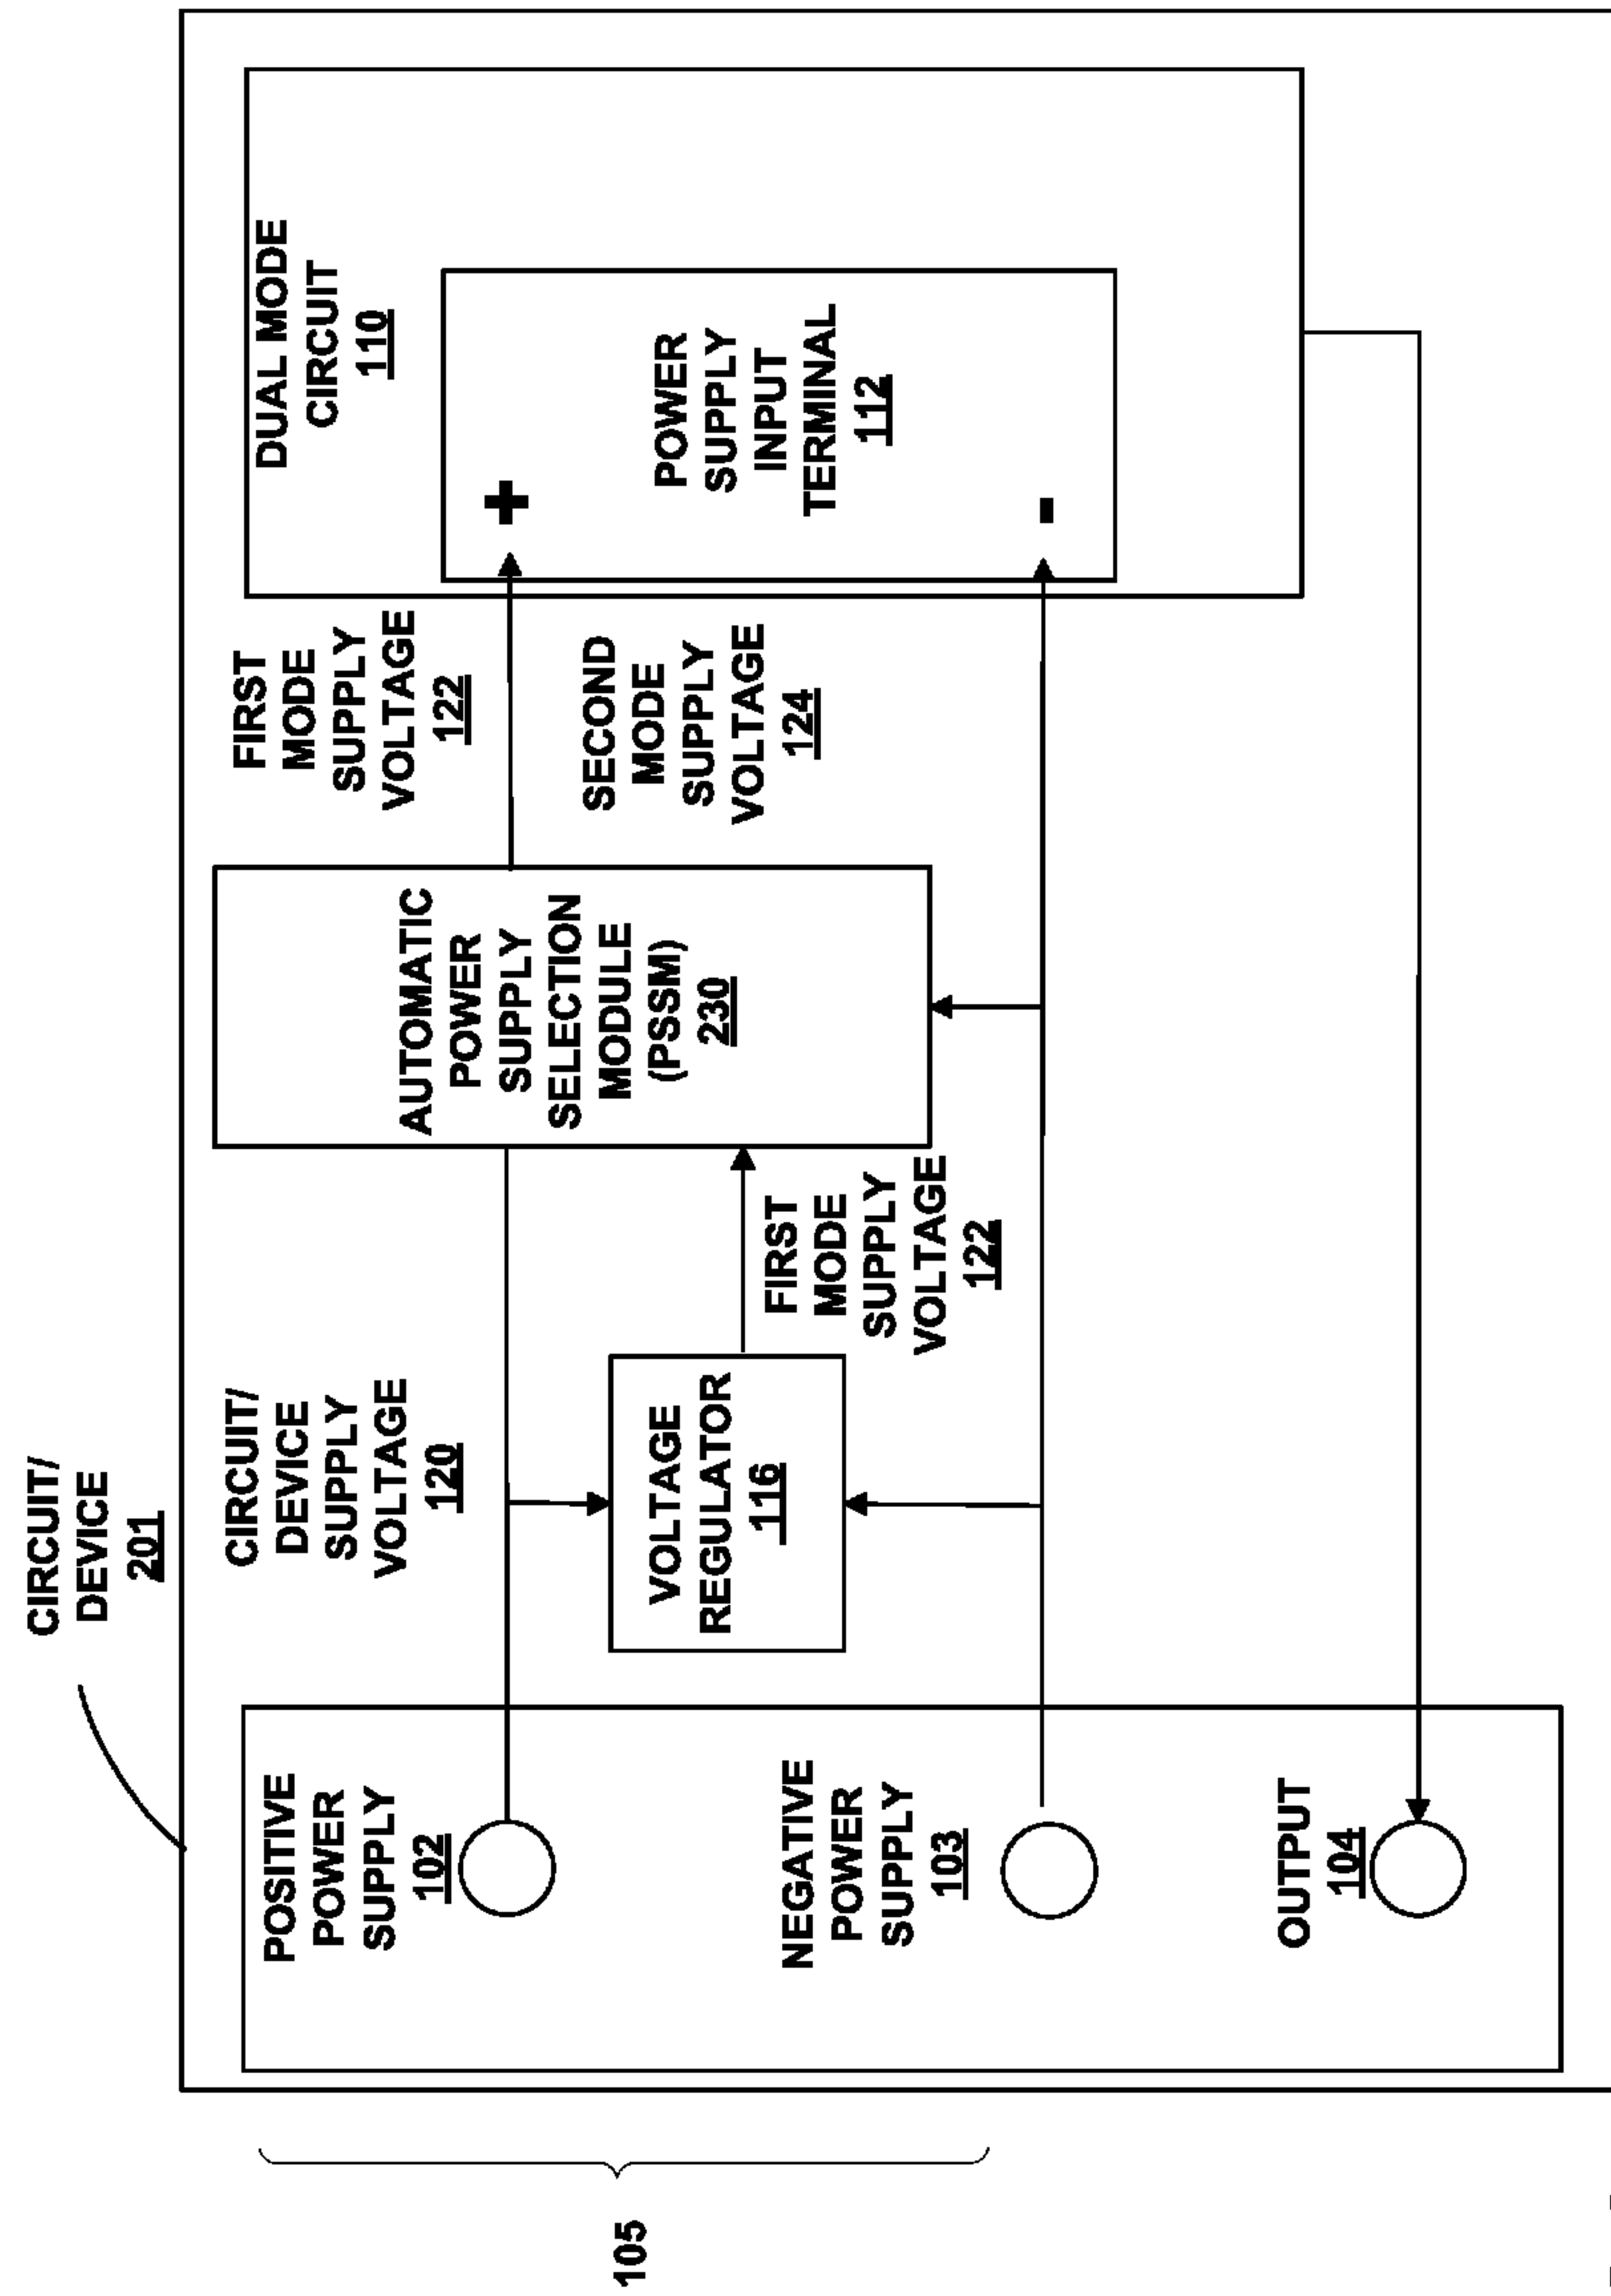 CIRCUIT/
DEVICE
201
POSITIVE
POWER
SUPPLY
102
NEGATIVE
POWER
SUPPLY
103
OUTPUT
104
105
CIRCUIT/
DEVICE
SUPPLY
VOLTAGE
120
VOLTAGE
REGULATOR
116
FIRST
MODE
SUPPLY
VOLTAGE
122
AUTOMATIC
POWER
SUPPLY
SELECTION
MODULE
(PSSM)
230
FIRST
MODE
SUPPLY
VOLTAGE
122
SECOND
MODE
SUPPLY
VOLTAGE
124
DUAL MODE
CIRCUIT
110
+
POWER
SUPPLY
INPUT
TERMINAL
112
-